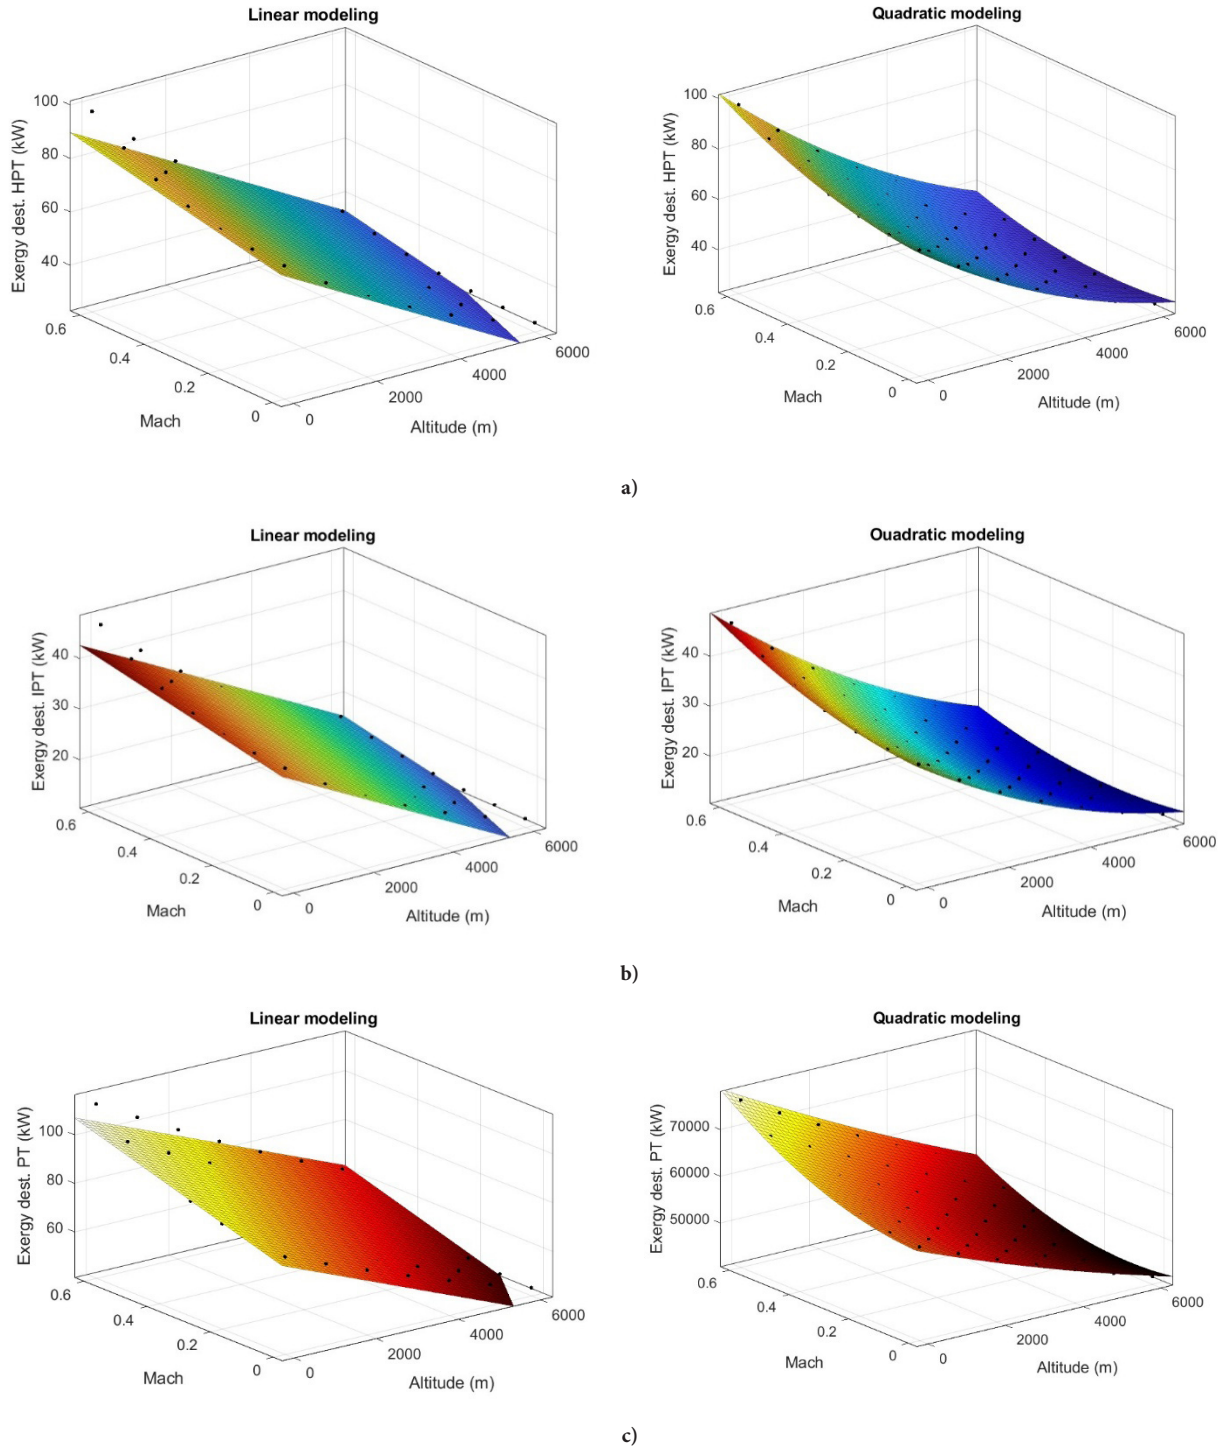 Linear modeling
Exergy dest. HPT (kW)
100
80
60
40
0.6
0.4
0.2
0
Mach
0
2000
4000
6000
Altitude (m)
Quadratic modeling
Exergy dest. HPT (kW)
100
80
60
40
0.6
0.4
0.2
0
Mach
0
2000
4000
6000
Altitude (m)
a)
Linear modeling
Exergy dest. IPT (kW)
40
30
20
0.6
0.4
0.2
0
Mach
0
2000
4000
6000
Altitude (m)
Ouadratic modeling
Exergy dest. IPT (kW)
40
30
20
0.6
0.4
0.2
0
Mach
0
2000
4000
6000
Altitude (m)
b)
Linear modeling
Exergy dest. PT (kW)
100
80
60
0.6
0.4
0.2
0
Mach
0
2000
4000
6000
Altitude (m)
Quadratic modeling
Exergy dest. PT (kW)
70000
60000
50000
0.6
0.4
0.2
0
Mach
0
2000
4000
6000
Altitude (m)
c)